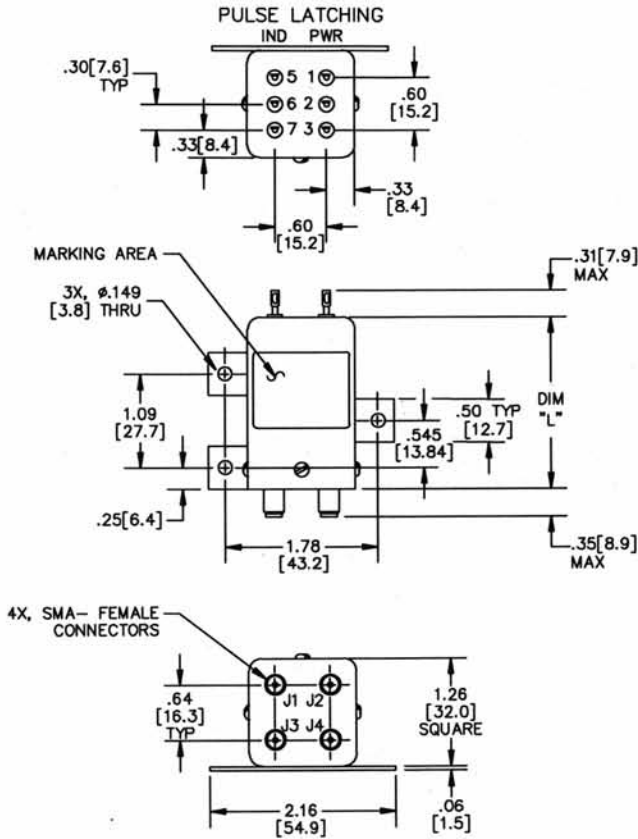 PULSE LATCHING
IND PWR
.30[7.6]
TYP
5 1
6 2
7 3
.60
[15.2]
.33[8.4]
.33
[8.4]
.60
[15.2]
MARKING AREA
.31[7.9]
MAX
3X, ø.149
[3.8] THRU
1.09
[27.7]
DIM
"L"
.50 TYP
[12.7]
.545
[13.84]
.25[6.4]
1.78
[43.2]
.35[8.9]
MAX
4X, SMA- FEMALE
CONNECTORS
.64
[16.3]
TYP
J1 J2
J3 J4
1.26
[32.0]
SQUARE
2.16
[54.9]
.06
[1.5]